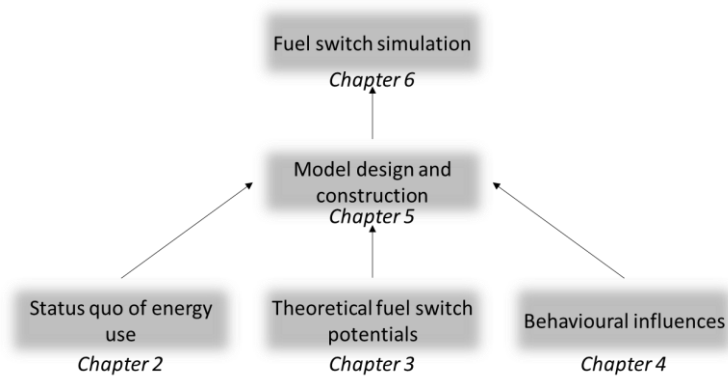 Fuel switch simulation
Chapter 6
Model design and
construction
Chapter 5
Status quo of energy
use
Chapter 2
Theoretical fuel switch
potentials
Chapter 3
Behavioural influences
Chapter 4